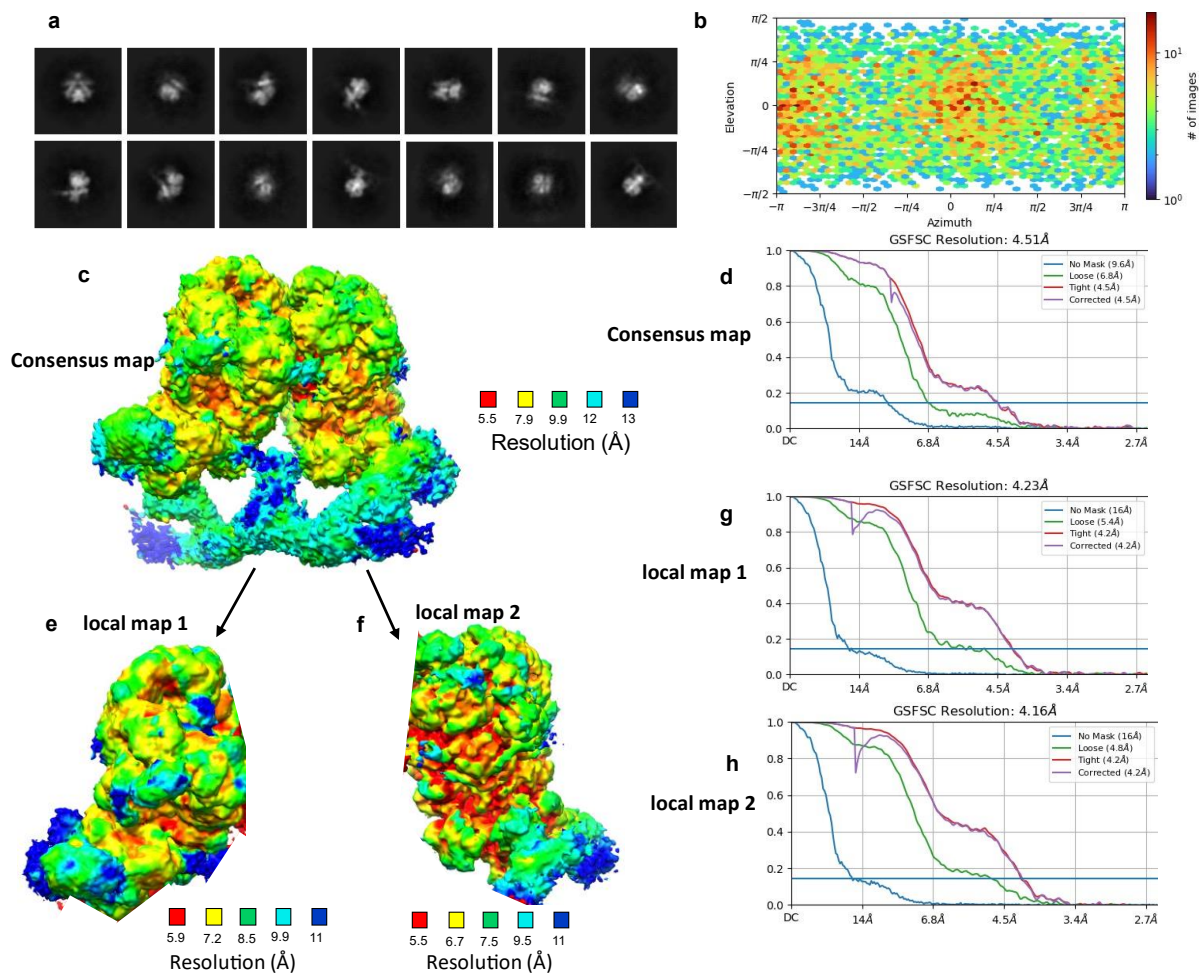 a
b
π/2
π/4
0
−π/4
−π/2
Elevation
−π
−3π/4
−π/2
−π/4
0
π/4
π/2
3π/4
π
Azimuth
10¹
10⁰
# of images
c
Consensus map
5.5 7.9 9.9 12 13
Resolution (Å)
d
Consensus map
GSFSC Resolution: 4.51Å
No Mask (9.6Å)
Loose (6.8Å)
Tight (4.5Å)
Corrected (4.5Å)
1.0
0.8
0.6
0.4
0.2
0.0
DC 14Å 6.8Å 4.5Å 3.4Å 2.7Å
e
local map 1
5.9 7.2 8.5 9.9 11
Resolution (Å)
f
local map 2
5.5 6.7 7.5 9.5 11
Resolution (Å)
g
local map 1
GSFSC Resolution: 4.23Å
No Mask (16Å)
Loose (5.4Å)
Tight (4.2Å)
Corrected (4.2Å)
1.0
0.8
0.6
0.4
0.2
0.0
DC 14Å 6.8Å 4.5Å 3.4Å 2.7Å
h
local map 2
GSFSC Resolution: 4.16Å
No Mask (16Å)
Loose (4.8Å)
Tight (4.2Å)
Corrected (4.2Å)
1.0
0.8
0.6
0.4
0.2
0.0
DC 14Å 6.8Å 4.5Å 3.4Å 2.7Å